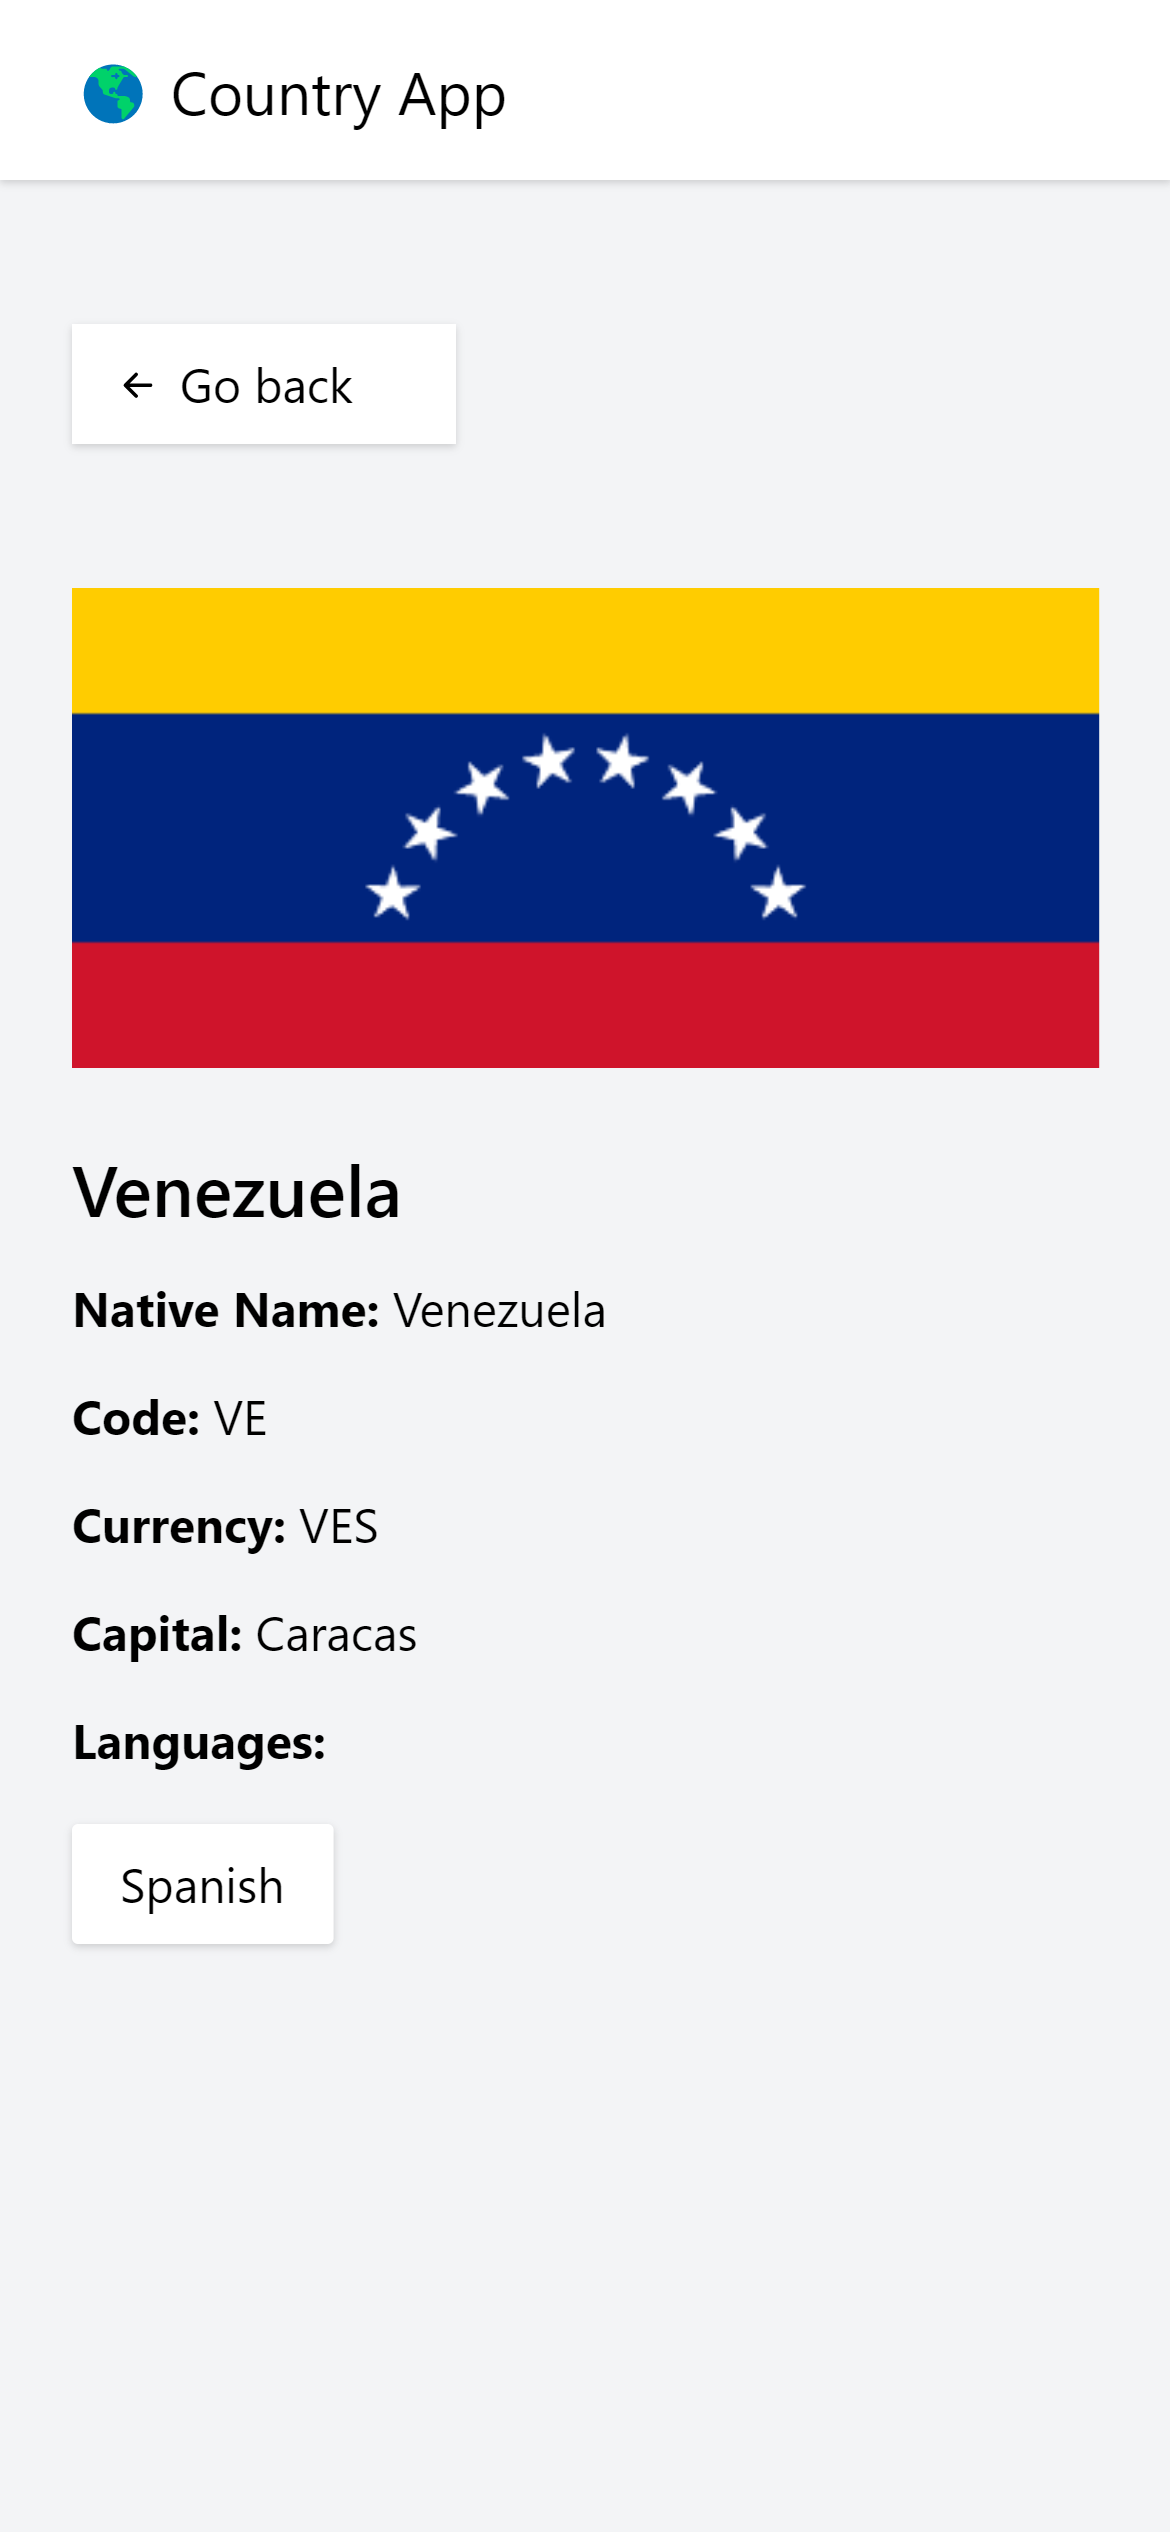 Country App
Go back
Venezuela
Native Name: Venezuela
Code: VE
Currency: VES
Capital: Caracas
Languages:
Spanish